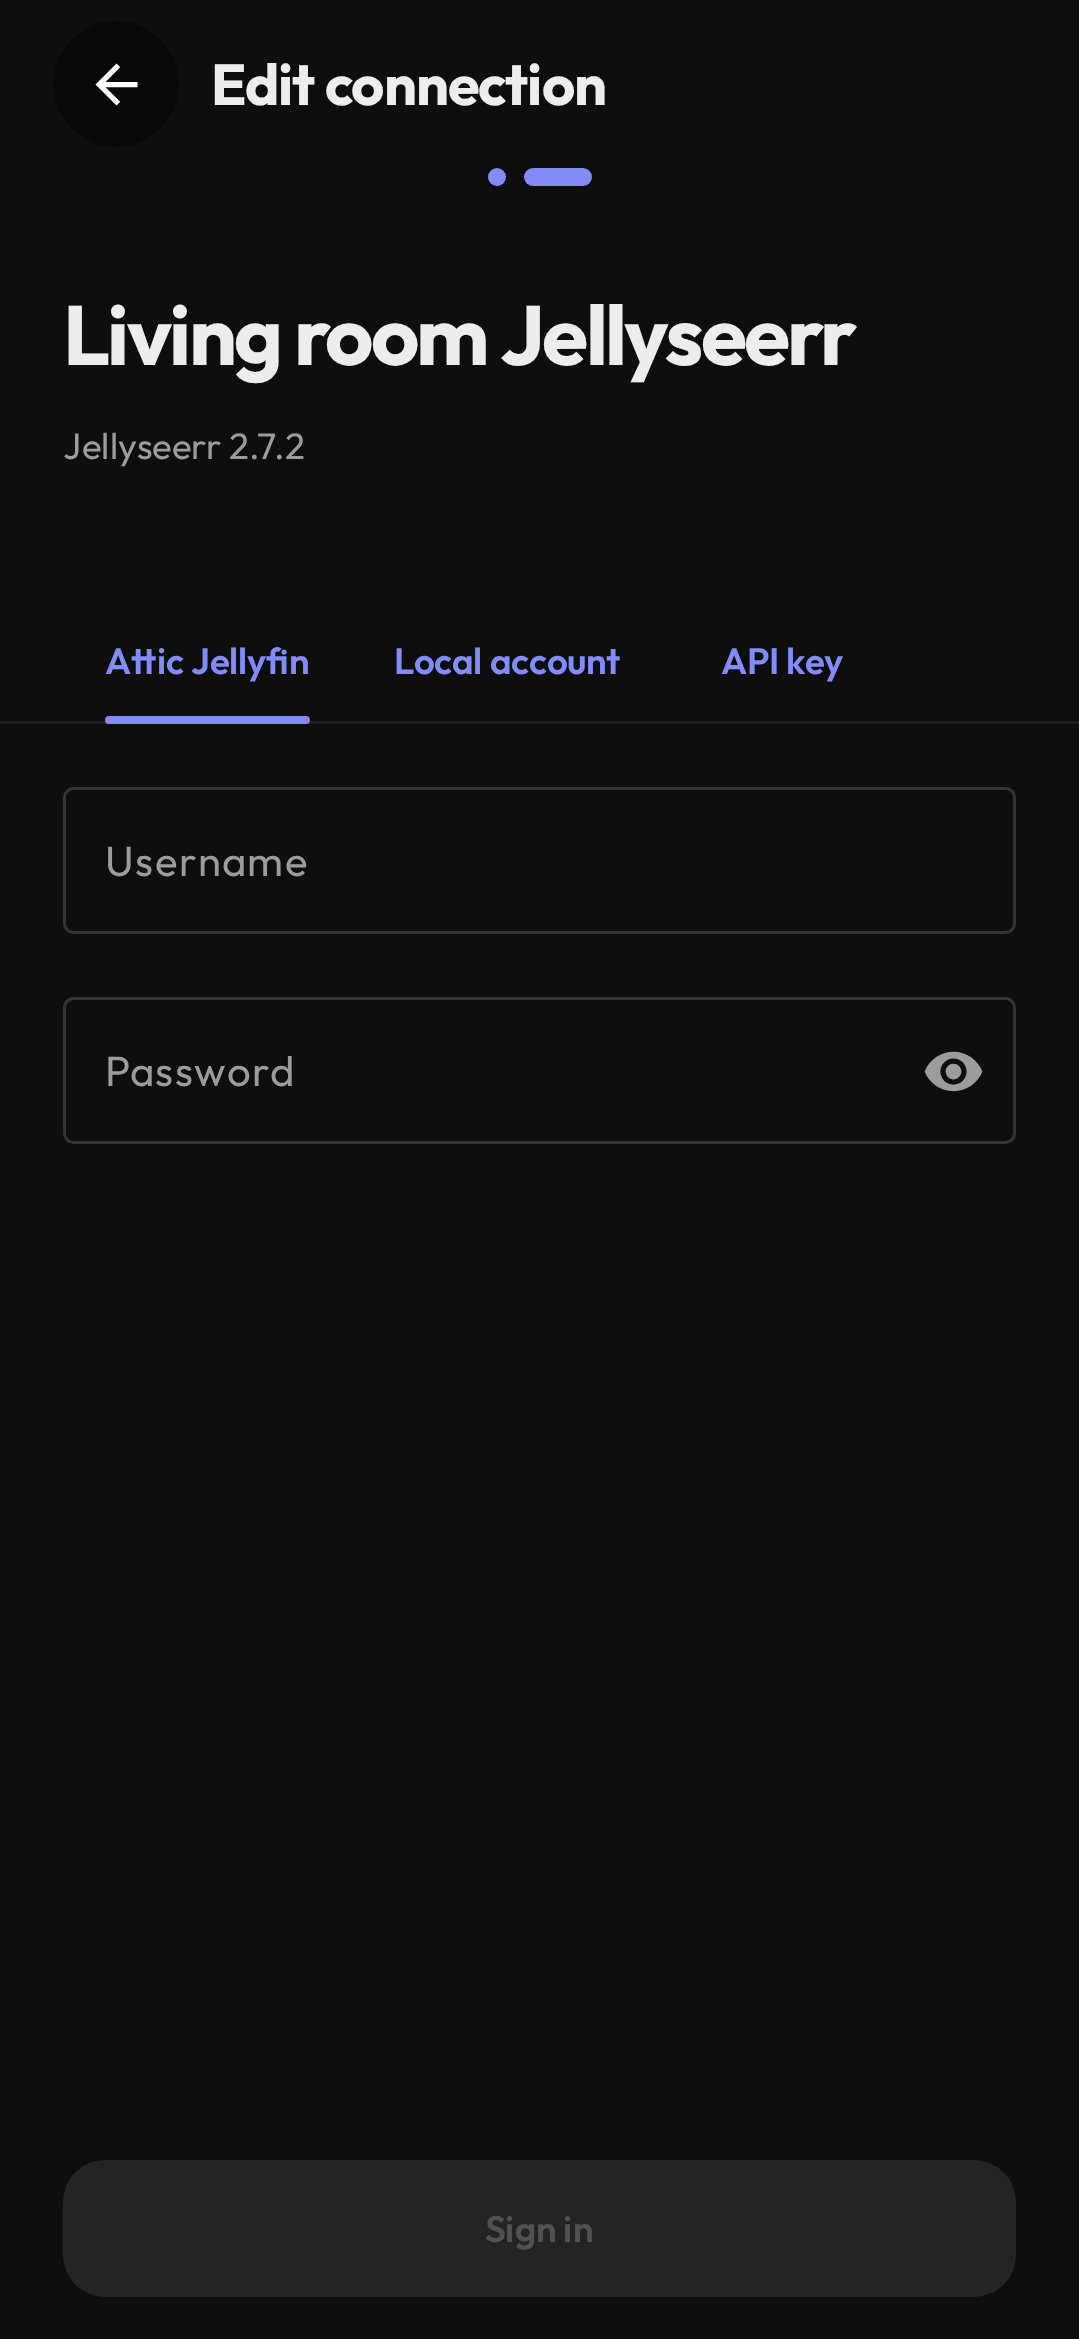 Edit connection
Living room Jellyseerr
Jellyseerr 2.7.2
Attic Jellyfin
Local account
API key
Username
Password
Sign in